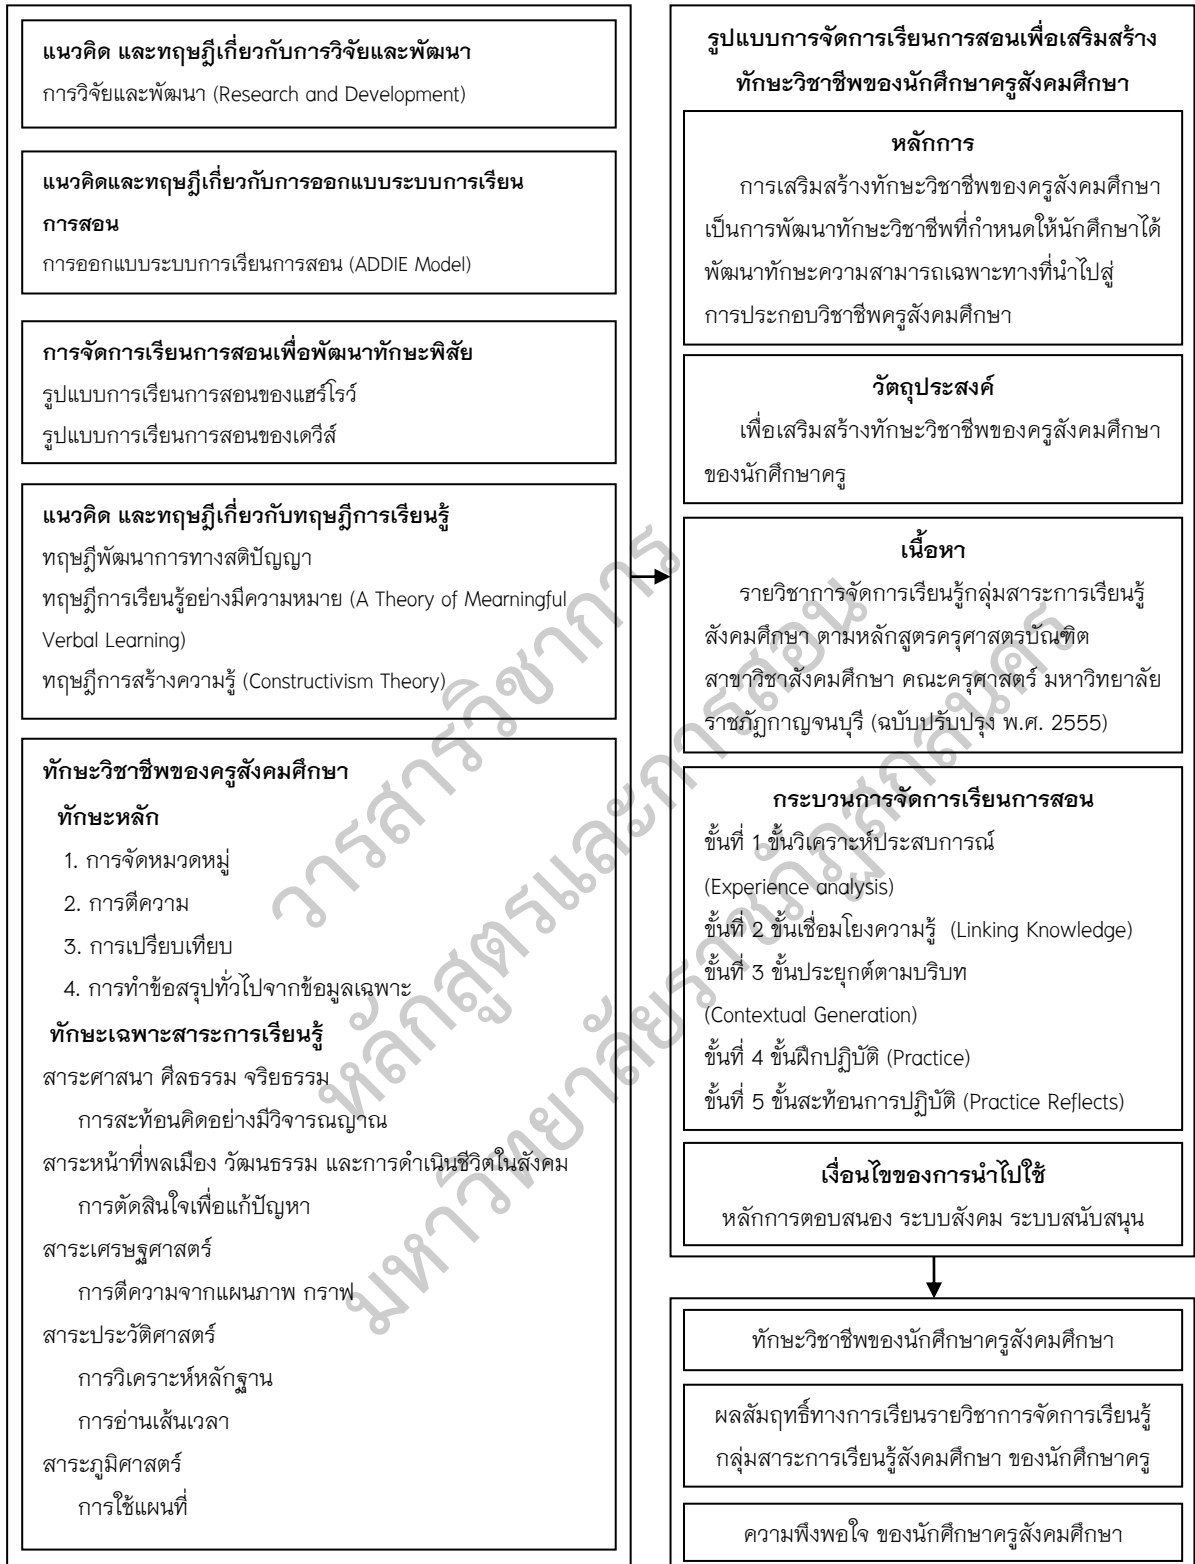 แนวคิด และทฤษฎีเกี่ยวกับการวิจัยและพัฒนา
การวิจัยและพัฒนา (Research and Development)
แนวคิดและทฤษฎีเกี่ยวกับการออกแบบระบบการเรียน
การสอน
การออกแบบระบบการเรียนการสอน (ADDIE Model)
การจัดการเรียนการสอนเพื่อพัฒนาทักษะพิสัย
รูปแบบการเรียนการสอนของแฮร์โรว์
รูปแบบการเรียนการสอนของเดวีส์
แนวคิด และทฤษฎีเกี่ยวกับทฤษฎีการเรียนรู้
ทฤษฎีพัฒนาการทางสติปัญญา
ทฤษฎีการเรียนรู้อย่างมีความหมาย (A Theory of Mearningful
Verbal Learning)
ทฤษฎีการสร้างความรู้ (Constructivism Theory)
ทักษะวิชาชีพของครูสังคมศึกษา
ทักษะหลัก
1. การจัดหมวดหมู่
2. การตีความ
3. การเปรียบเทียบ
4. การทำข้อสรุปทั่วไปจากข้อมูลเฉพาะ
ทักษะเฉพาะสาระการเรียนรู้
สาระศาสนา ศีลธรรม จริยธรรม
การสะท้อนคิดอย่างมีวิจารณญาณ
สาระหน้าที่พลเมือง วัฒนธรรม และการดำเนินชีวิตในสังคม
การตัดสินใจเพื่อแก้ปัญหา
สาระเศรษฐศาสตร์
การตีความจากแผนภาพ กราฟ
สาระประวัติศาสตร์
การวิเคราะห์หลักฐาน
การอ่านเส้นเวลา
สาระภูมิศาสตร์
การใช้แผนที่
รูปแบบการจัดการเรียนการสอนเพื่อเสริมสร้าง
ทักษะวิชาชีพของนักศึกษาครูสังคมศึกษา
หลักการ
การเสริมสร้างทักษะวิชาชีพของครูสังคมศึกษา
เป็นการพัฒนาทักษะวิชาชีพที่กำหนดให้นักศึกษาได้
พัฒนาทักษะความสามารถเฉพาะทางที่นำไปสู่
การประกอบวิชาชีพครูสังคมศึกษา
วัตถุประสงค์
เพื่อเสริมสร้างทักษะวิชาชีพของครูสังคมศึกษา
ของนักศึกษาครู
เนื้อหา
รายวิชาการจัดการเรียนรู้กลุ่มสาระการเรียนรู้
สังคมศึกษา ตามหลักสูตรครุศาสตรบัณฑิต
สาขาวิชาสังคมศึกษา คณะครุศาสตร์ มหาวิทยาลัย
ราชภัฏกาญจนบุรี (ฉบับปรับปรุง พ.ศ. 2555)
กระบวนการจัดการเรียนการสอน
ขั้นที่ 1 ขั้นวิเคราะห์ประสบการณ์
(Experience analysis)
ขั้นที่ 2 ขั้นเชื่อมโยงความรู้ (Linking Knowledge)
ขั้นที่ 3 ขั้นประยุกต์ตามบริบท
(Contextual Generation)
ขั้นที่ 4 ขั้นฝึกปฏิบัติ (Practice)
ขั้นที่ 5 ขั้นสะท้อนการปฏิบัติ (Practice Reflects)
เงื่อนไขของการนำไปใช้
หลักการตอบสนอง ระบบสังคม ระบบสนับสนุน
ทักษะวิชาชีพของนักศึกษาครูสังคมศึกษา
ผลสัมฤทธิ์ทางการเรียนรายวิชาการจัดการเรียนรู้
กลุ่มสาระการเรียนรู้สังคมศึกษา ของนักศึกษาครู
ความพึงพอใจ ของนักศึกษาครูสังคมศึกษา
วารสารวิชาการ
หลักสูตรและการสอน
มหาวิทยาลัยราชภัฏสกลนคร